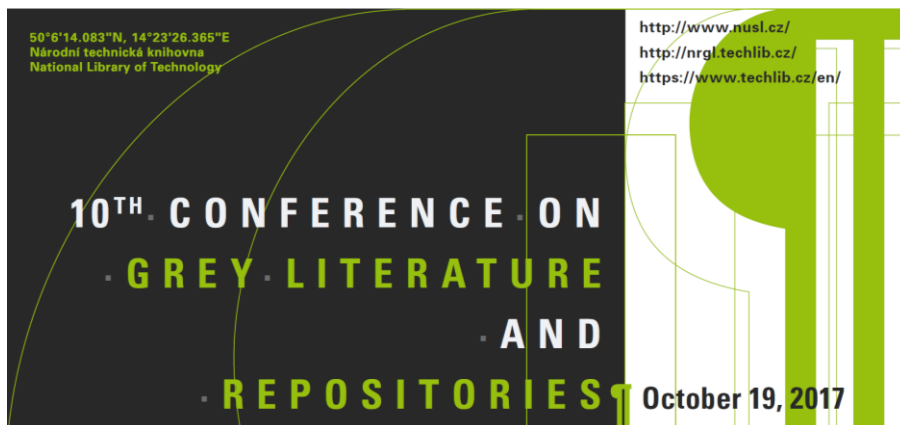 50°6'14.083"N, 14°23'26.365"E
Národní technická knihovna
National Library of Technology
http://www.nusl.cz/
http://nrgl.techlib.cz/
https://www.techlib.cz/en/
10TH·CONFERENCE·ON
·GREY·LITERATURE
·AND
·REPOSITORIES¶
October 19, 2017